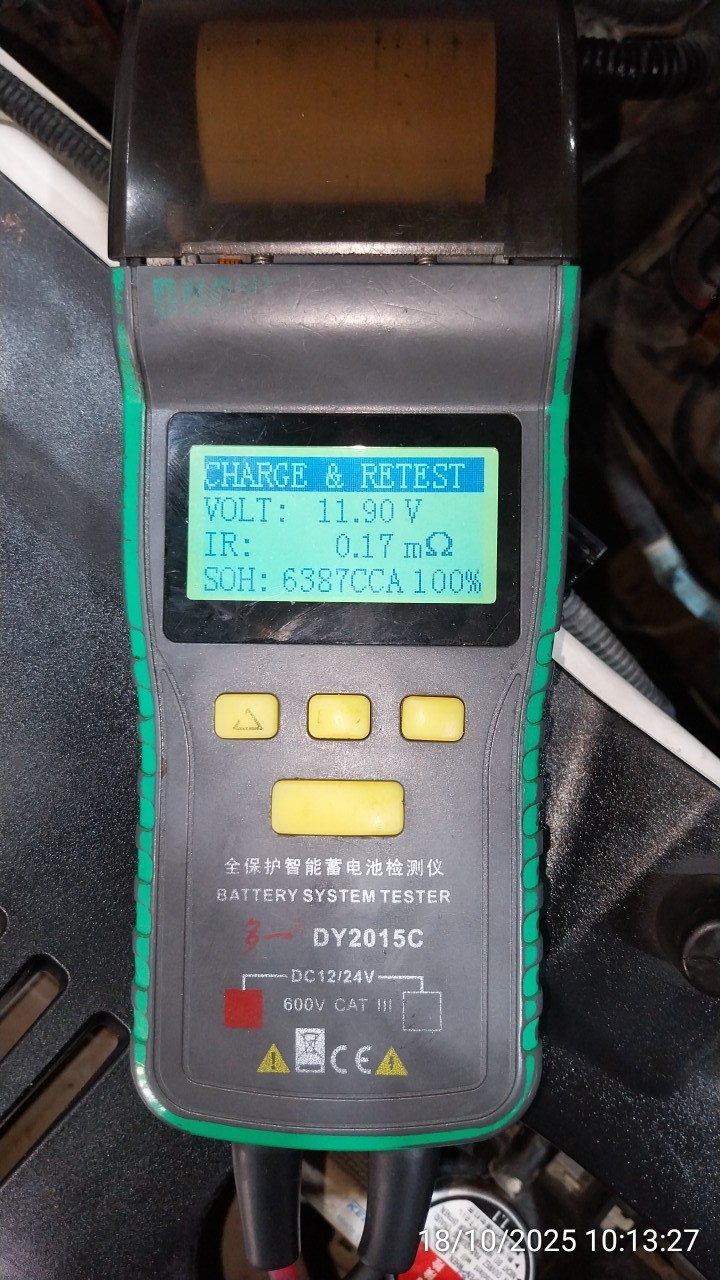 CHARGE & RETEST
VOLT: 11.90 V
IR: 0.17 mΩ
SOH: 6387CCA 100%
全保护智能蓄电池检测仪
BATTERY SYSTEM TESTER
DY2015C
DC12/24V
600V CAT III
CE
18/10/2025 10:13:27